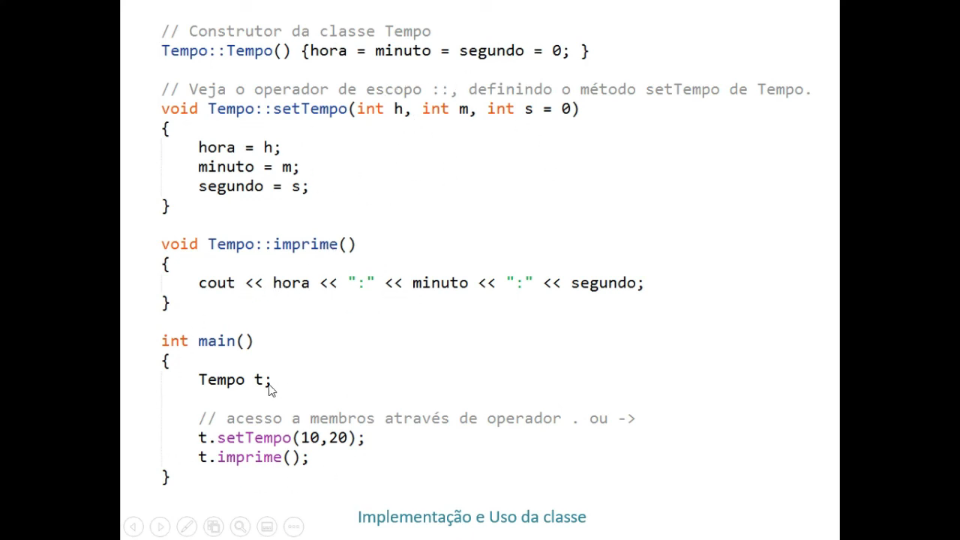 // Construtor da classe Tempo
Tempo::Tempo() {hora = minuto = segundo = 0; }
// Veja o operador de escopo ::, definindo o método setTempo de Tempo.
void Tempo::setTempo(int h, int m, int s = 0)
{
hora = h;
minuto = m;
segundo = s;
}
void Tempo::imprime()
{
cout << hora << ":" << minuto << ":" << segundo;
}
int main()
{
Tempo t;
// acesso a membros através de operador . ou ->
t.setTempo(10,20);
t.imprime();
}
Implementação e Uso da classe